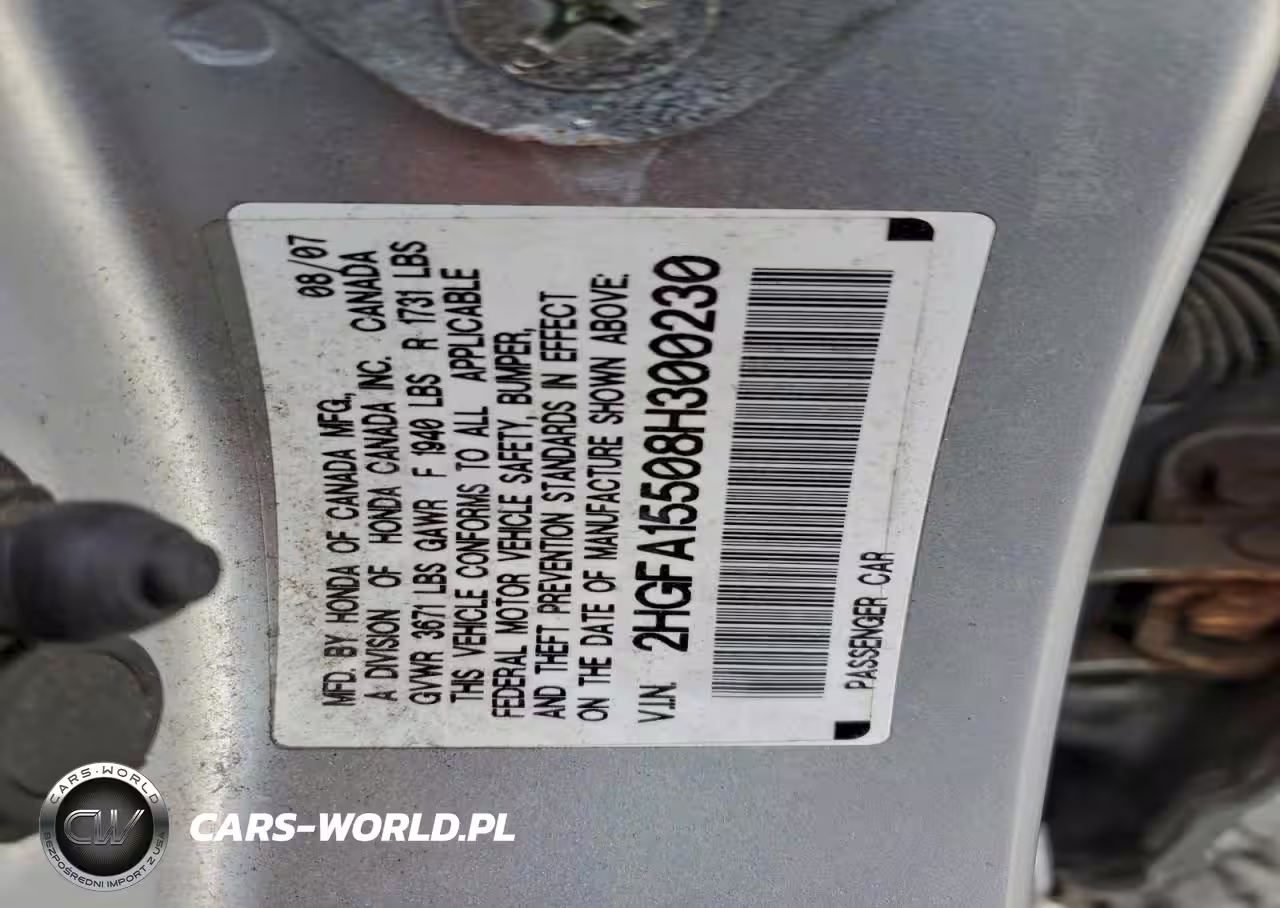 MFD. BY HONDA OF CANADA MFG., 08/07
A DIVISION OF HONDA CANADA INC. CANADA
GVWR 3671 LBS GAWR F 1940 LBS R 1731 LBS
THIS VEHICLE CONFORMS TO ALL APPLICABLE
FEDERAL MOTOR VEHICLE SAFETY, BUMPER,
AND THEFT PREVENTION STANDARDS IN EFFECT
ON THE DATE OF MANUFACTURE SHOWN ABOVE.
V.I.N. 2HGFA15508H300230
PASSENGER CAR
CARS-WORLD
CW
BEZPOŚREDNI IMPORT Z USA
CARS-WORLD.PL